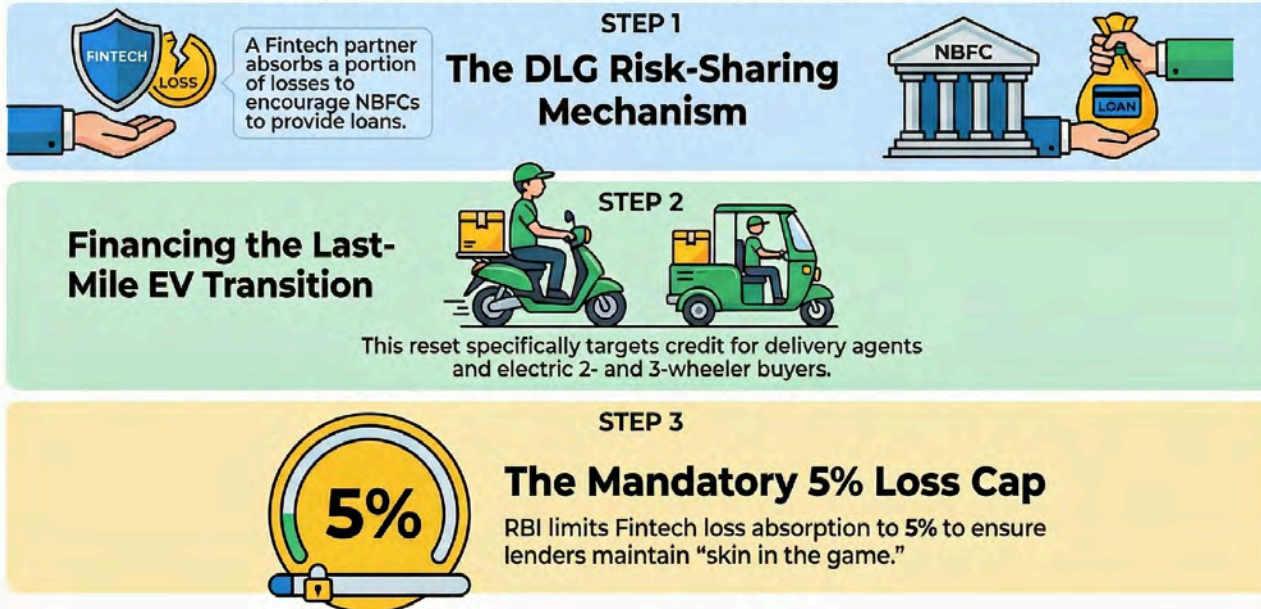 FINTECH
LOSS
A Fintech partner
absorbs a portion
of losses to
encourage NBFCs
to provide loans.
STEP 1
The DLG Risk-Sharing
Mechanism
NBFC
LOAN
STEP 2
Financing the Last-
Mile EV Transition
This reset specifically targets credit for delivery agents
and electric 2- and 3-wheeler buyers.
STEP 3
5%
The Mandatory 5% Loss Cap
RBI limits Fintech loss absorption to 5% to ensure
lenders maintain “skin in the game.”